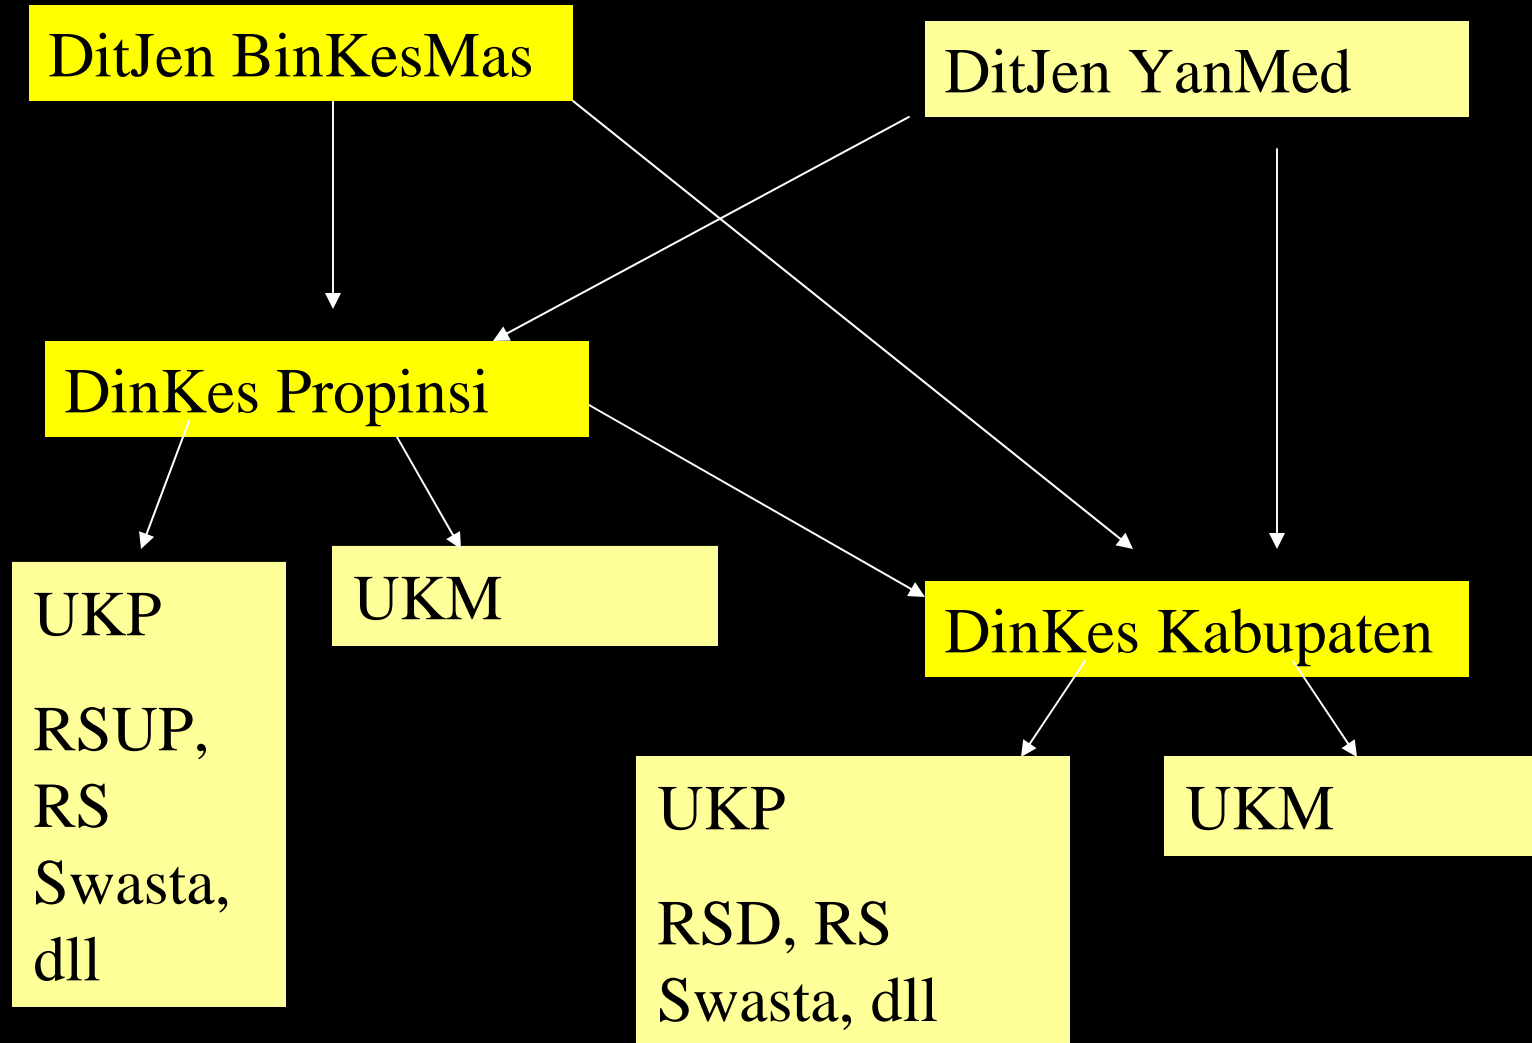 DitJen BinKesMas
DitJen YanMed
DinKes Propinsi
UKP
RSUP,
RS
Swasta,
dll
UKM
DinKes Kabupaten
UKP
RSD, RS
Swasta, dll
UKM